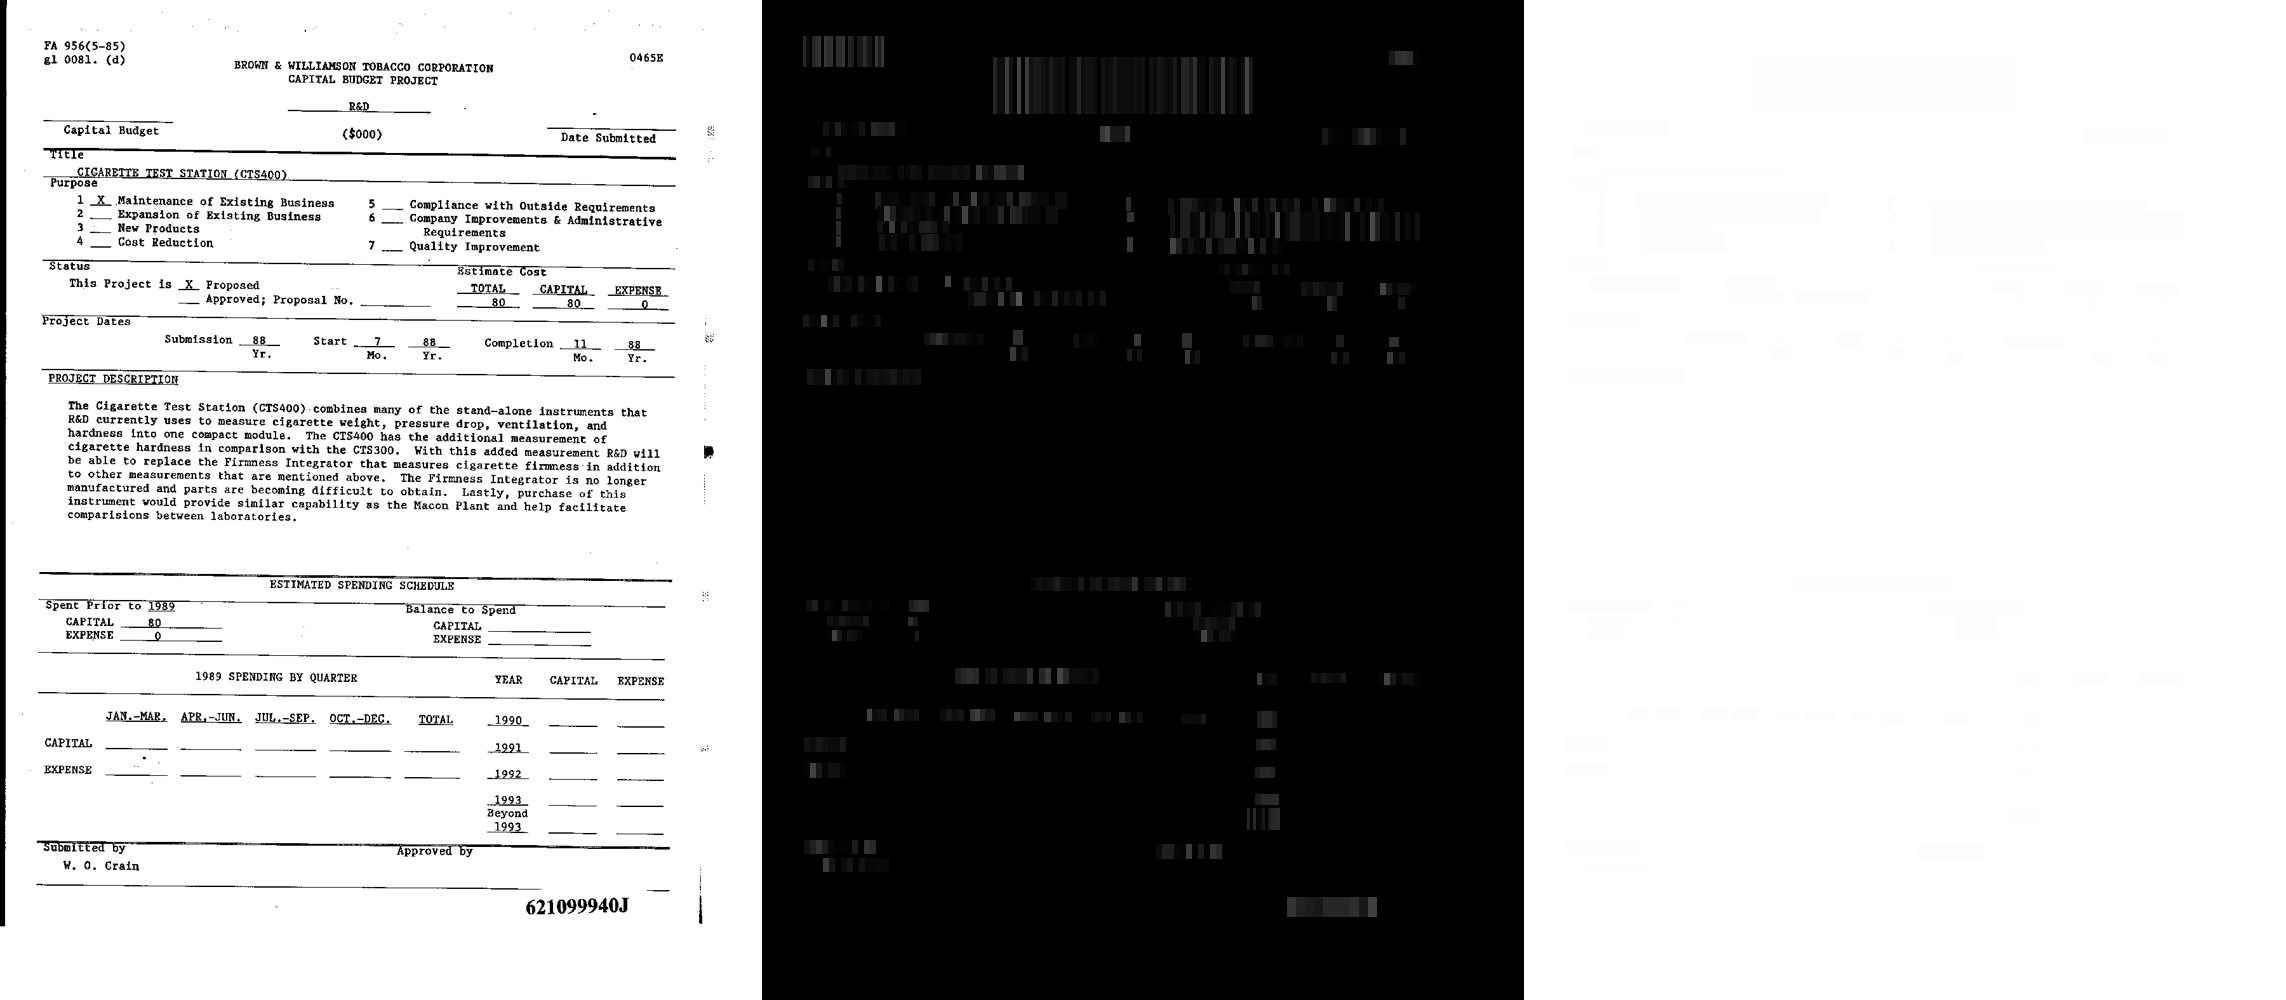 FA 956(5-85)
gl 0081. (d)
0465E
BROWN & WILLIAMSON TOBACCO CORPORATION
CAPITAL BUDGET PROJECT
R&D
Capital Budget ($000) Date Submitted
Title
CIGARETTE TEST STATION (CTS400)
Purpose
1 X Maintenance of Existing Business 5 ___ Compliance with Outside Requirements
2 ___ Expansion of Existing Business 6 ___ Company Improvements & Administrative
3 ___ New Products Requirements
4 ___ Cost Reduction 7 ___ Quality Improvement
Status Estimate Cost
This Project is X Proposed TOTAL CAPITAL EXPENSE
___ Approved; Proposal No. ______ 80 80 0
Project Dates
Submission 88 Start 7 88 Completion 11 88
Yr. Mo. Yr. Mo. Yr.
PROJECT DESCRIPTION
The Cigarette Test Station (CTS400) combines many of the stand-alone instruments that
R&D currently uses to measure cigarette weight, pressure drop, ventilation, and
hardness into one compact module. The CTS400 has the additional measurement of
cigarette hardness in comparison with the CTS300. With this added measurement R&D will
be able to replace the Firmness Integrator that measures cigarette firmness in addition
to other measurements that are mentioned above. The Firmness Integrator is no longer
manufactured and parts are becoming difficult to obtain. Lastly, purchase of this
instrument would provide similar capability as the Macon Plant and help facilitate
comparisions between laboratories.
ESTIMATED SPENDING SCHEDULE
Spent Prior to 1989 Balance to Spend
CAPITAL 80 CAPITAL ______
EXPENSE 0 EXPENSE ______
1989 SPENDING BY QUARTER YEAR CAPITAL EXPENSE
JAN.-MAR. APR.-JUN. JUL.-SEP. OCT.-DEC. TOTAL 1990
CAPITAL 1991
EXPENSE 1992
1993
Beyond
1993
Submitted by Approved by
W. O. Crain
621099940J